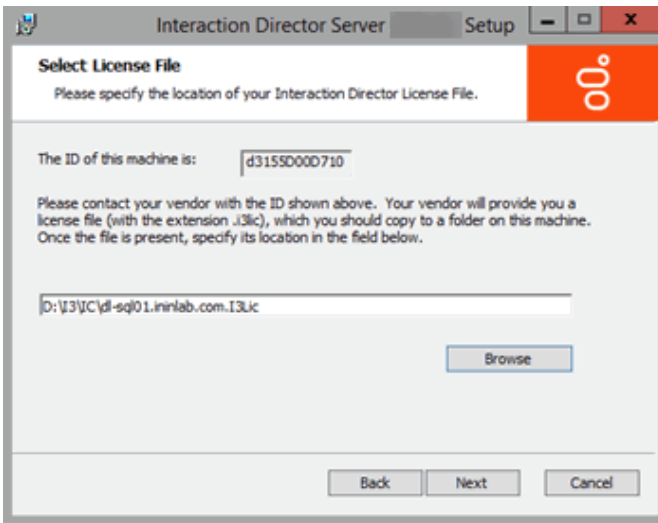 Interaction Director Server Setup
Select License File
Please specify the location of your Interaction Director License File.
The ID of this machine is: d3155D00D710
Please contact your vendor with the ID shown above. Your vendor will provide you a
license file (with the extension .i3lic), which you should copy to a folder on this machine.
Once the file is present, specify its location in the field below.
D:\I3\IC\dl-sql01.ininlab.com.I3Lic
Browse
Back Next Cancel